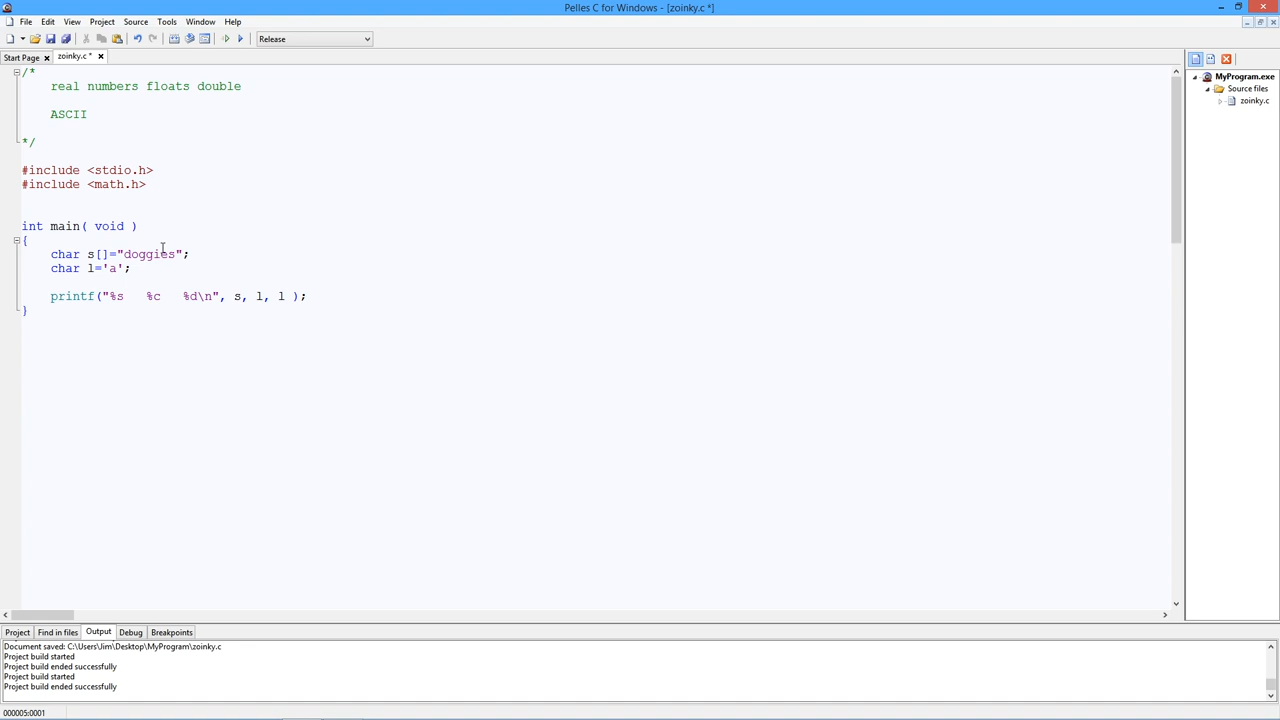 Pelles C for Windows - [zoinky.c *]
File Edit View Project Source Tools Window Help
Release
Start Page
zoinky.c *
/*
real numbers floats double
ASCII
*/
#include <stdio.h>
#include <math.h>
int main( void )
{
char s[]="doggies";
char l='a';
printf("%s   %c   %d\n", s, l, l );
}
MyProgram.exe
Source files
zoinky.c
Project Find in files Output Debug Breakpoints
Document saved: C:\Users\Jim\Desktop\MyProgram\zoinky.c
Project build started
Project build ended successfully
Project build started
Project build ended successfully
000005:0001